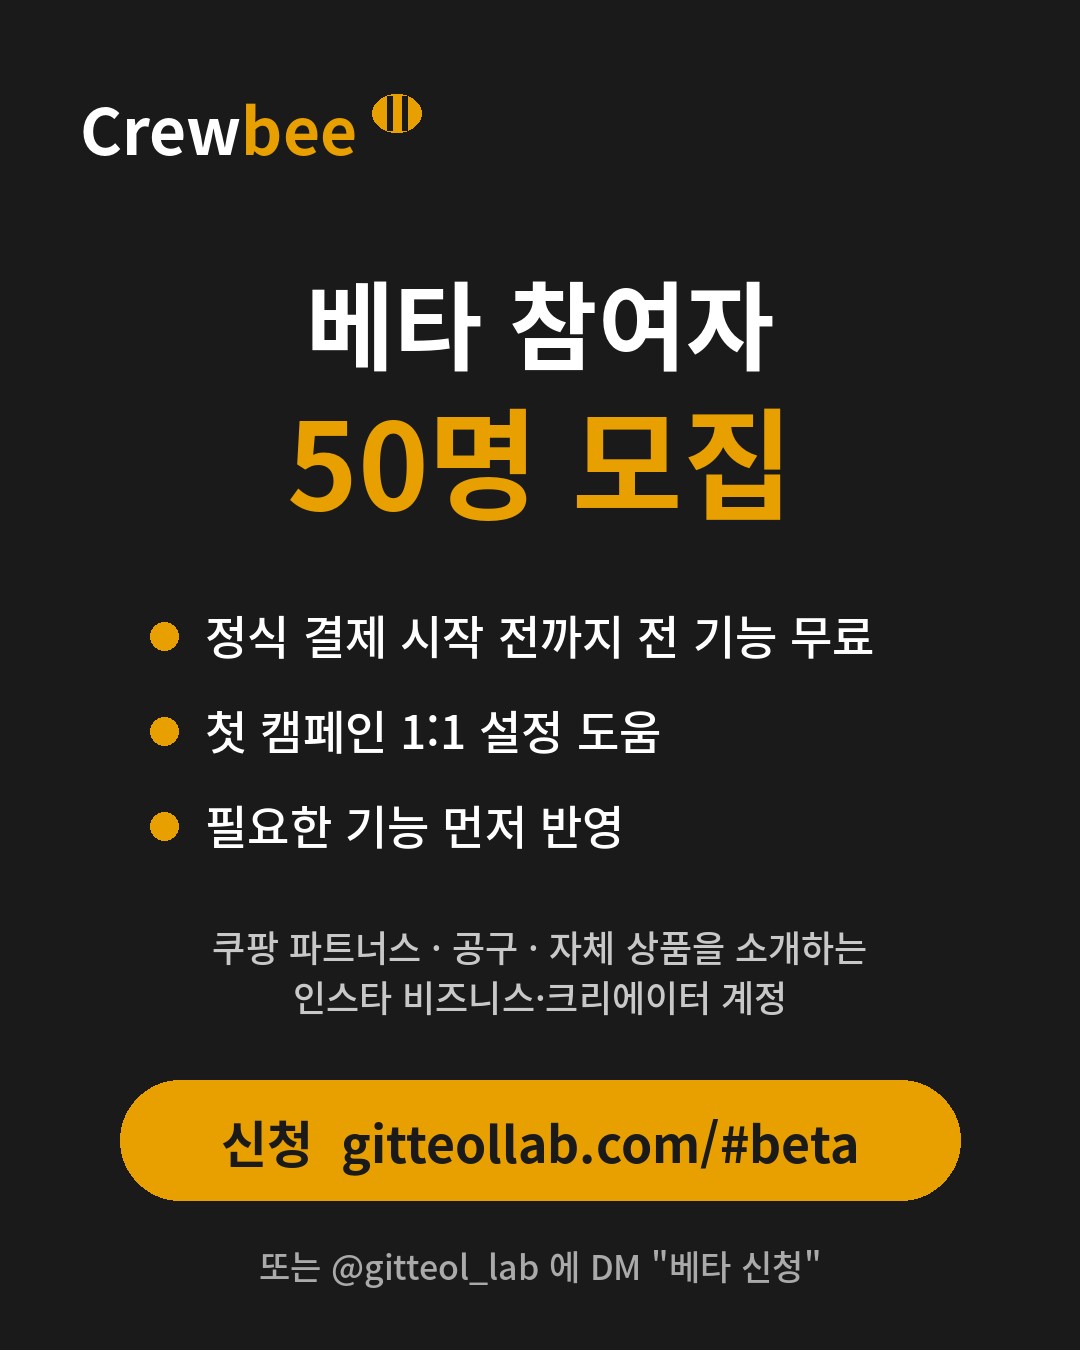 Crewbee
베타 참여자
50명 모집
정식 결제 시작 전까지 전 기능 무료
첫 캠페인 1:1 설정 도움
필요한 기능 먼저 반영
쿠팡 파트너스 · 공구 · 자체 상품을 소개하는
인스타 비즈니스·크리에이터 계정
신청 gitteollab.com/#beta
또는 @gitteol_lab 에 DM "베타 신청"